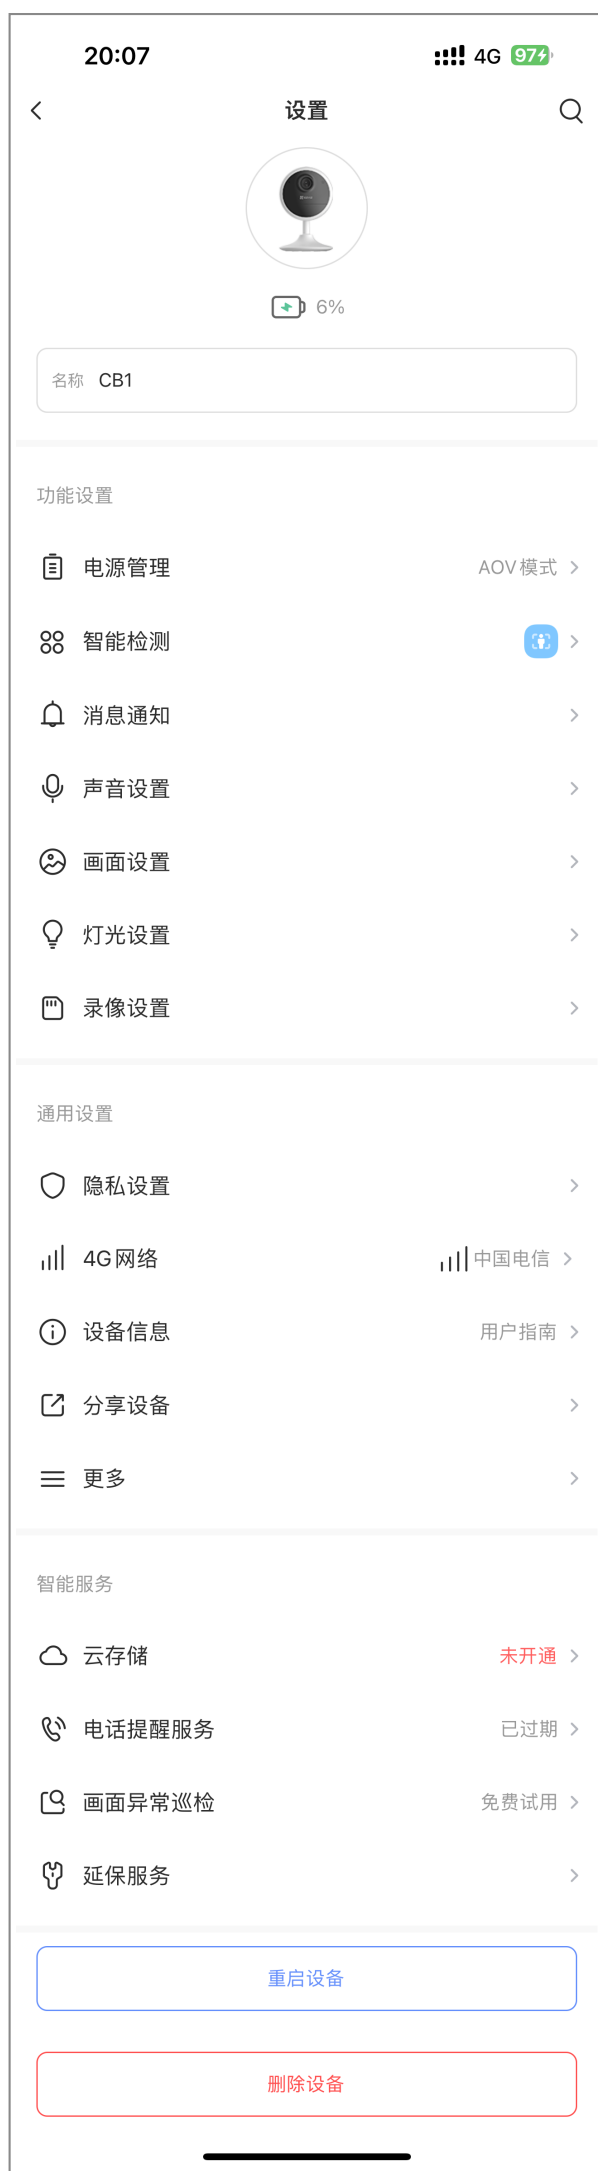 20:07 4G 97
设置
6%
名称 CB1
功能设置
电源管理 AOV模式
智能检测
消息通知
声音设置
画面设置
灯光设置
录像设置
通用设置
隐私设置
4G网络 中国电信
设备信息 用户指南
分享设备
更多
智能服务
云存储 未开通
电话提醒服务 已过期
画面异常巡检 免费试用
延保服务
重启设备
删除设备